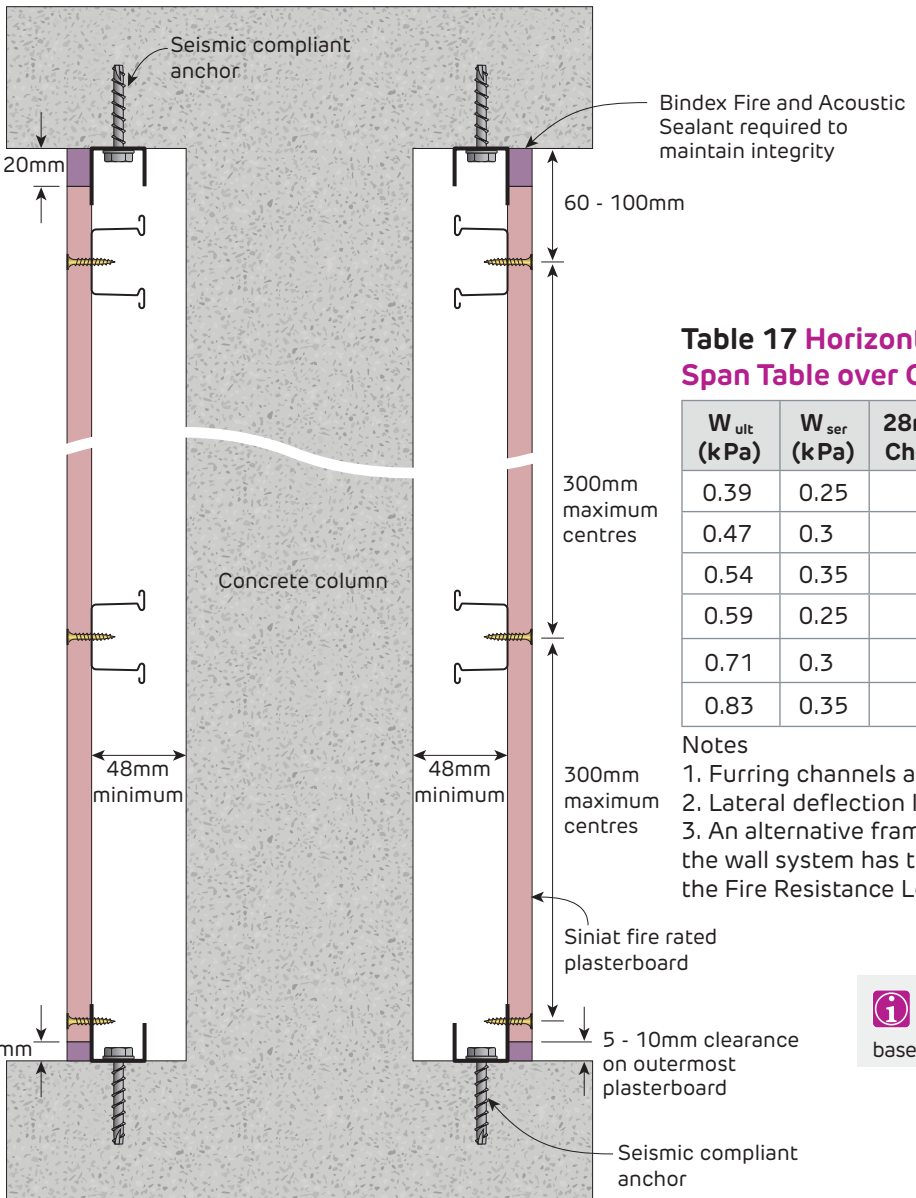 Seismic compliant
anchor
Bindex Fire and Acoustic
Sealant required to
maintain integrity
20mm
60 - 100mm
Table 17 Horizont
Span Table over C
W ult (kPa) W ser (kPa) 28
Ch
0.39 0.25
0.47 0.3
0.54 0.35
0.59 0.25
0.71 0.3
0.83 0.35
300mm
maximum
centres
Concrete column
Notes
1. Furring channels a
2. Lateral deflection
3. An alternative fram
the wall system has t
the Fire Resistance L
48mm
minimum
48mm
minimum
300mm
maximum
centres
Siniat fire rated
plasterboard
mm
5 - 10mm clearance
on outermost
plasterboard
base
Seismic compliant
anchor